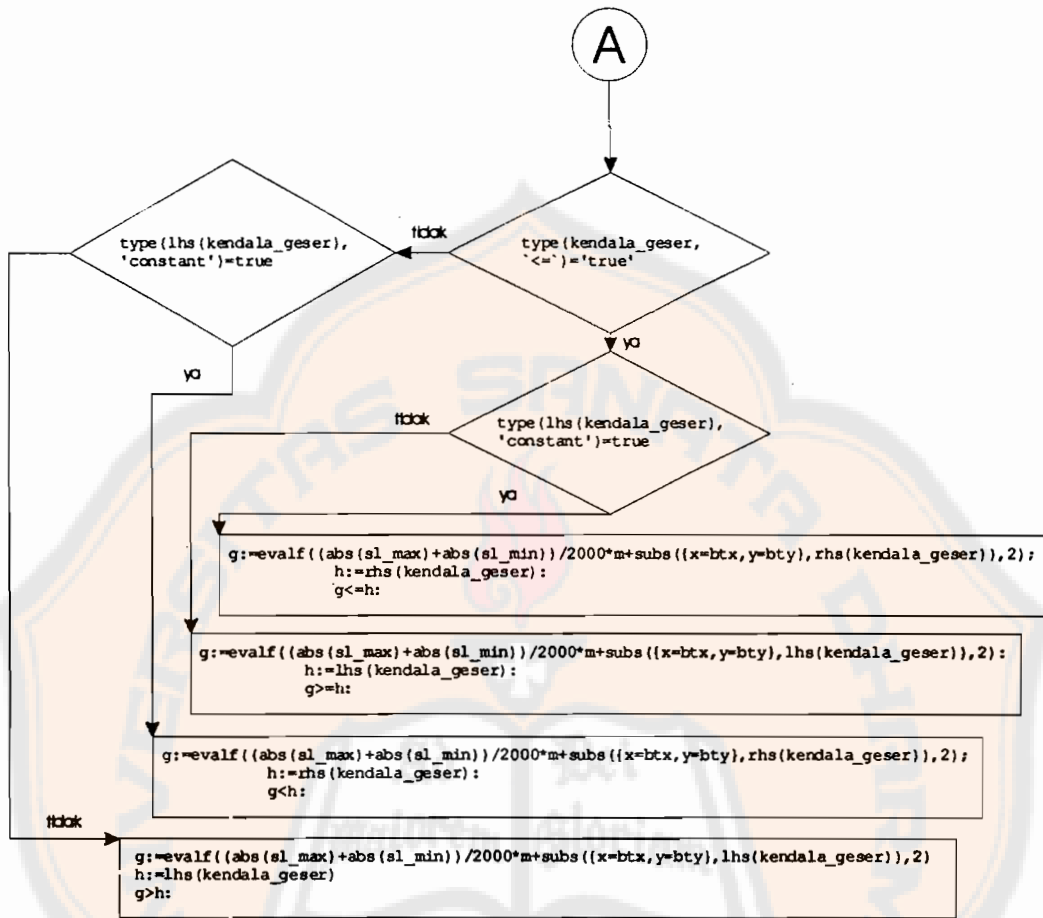 A
tidak
type(lhs(kendala_geser),
'constant')=true
type(kendala_geser,
`<=`)='true'
ya
ya
tidak
type(lhs(kendala_geser),
'constant')=true
ya
g:=evalf((abs(sl_max)+abs(sl_min))/2000*m+subs({x=btx,y=bty},rhs(kendala_geser)),2);
h:=rhs(kendala_geser):
g<=h:
g:=evalf((abs(sl_max)+abs(sl_min))/2000*m+subs({x=btx,y=bty},lhs(kendala_geser)),2):
h:=lhs(kendala_geser):
g>=h:
g:=evalf((abs(sl_max)+abs(sl_min))/2000*m+subs({x=btx,y=bty},rhs(kendala_geser)),2);
h:=rhs(kendala_geser):
g<h:
tidak
g:=evalf((abs(sl_max)+abs(sl_min))/2000*m+subs({x=btx,y=bty},lhs(kendala_geser)),2)
h:=lhs(kendala_geser)
g>h: